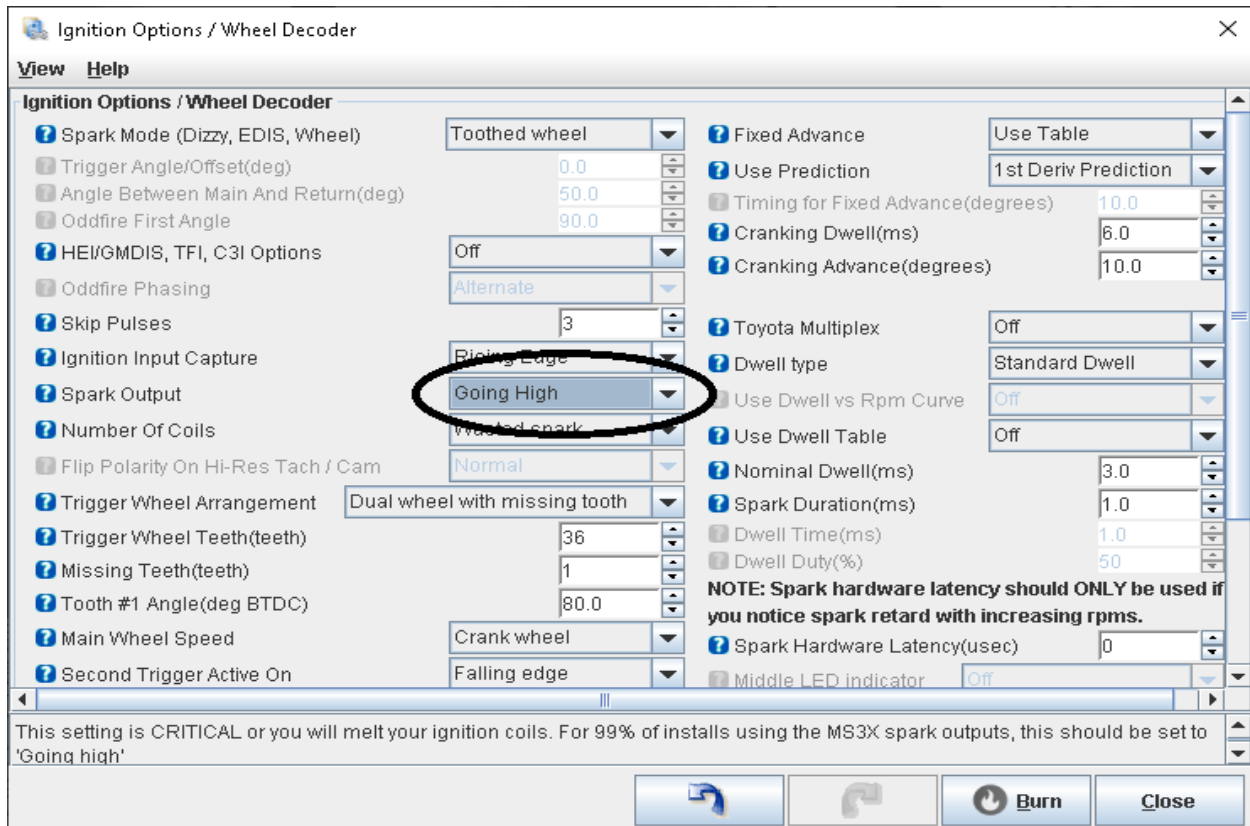 Ignition Options / Wheel Decoder
View Help
Ignition Options / Wheel Decoder
Spark Mode (Dizzy, EDIS, Wheel) Toothed wheel
Trigger Angle/Offset(deg) 0.0
Angle Between Main And Return(deg) 50.0
Oddfire First Angle 90.0
HEI/GMDIS, TFI, C3I Options Off
Oddfire Phasing Alternate
Skip Pulses 3
Ignition Input Capture Rising Edge
Spark Output Going High
Number Of Coils Wasted spark
Flip Polarity On Hi-Res Tach / Cam Normal
Trigger Wheel Arrangement Dual wheel with missing tooth
Trigger Wheel Teeth(teeth) 36
Missing Teeth(teeth) 1
Tooth #1 Angle(deg BTDC) 80.0
Main Wheel Speed Crank wheel
Second Trigger Active On Falling edge
Fixed Advance Use Table
Use Prediction 1st Deriv Prediction
Timing for Fixed Advance(degrees) 10.0
Cranking Dwell(ms) 6.0
Cranking Advance(degrees) 10.0
Toyota Multiplex Off
Dwell type Standard Dwell
Use Dwell vs Rpm Curve Off
Use Dwell Table Off
Nominal Dwell(ms) 3.0
Spark Duration(ms) 1.0
Dwell Time(ms) 1.0
Dwell Duty(%) 50
NOTE: Spark hardware latency should ONLY be used if
you notice spark retard with increasing rpms.
Spark Hardware Latency(usec) 0
Middle LED indicator Off
This setting is CRITICAL or you will melt your ignition coils. For 99% of installs using the MS3X spark outputs, this should be set to
'Going high'
Burn Close